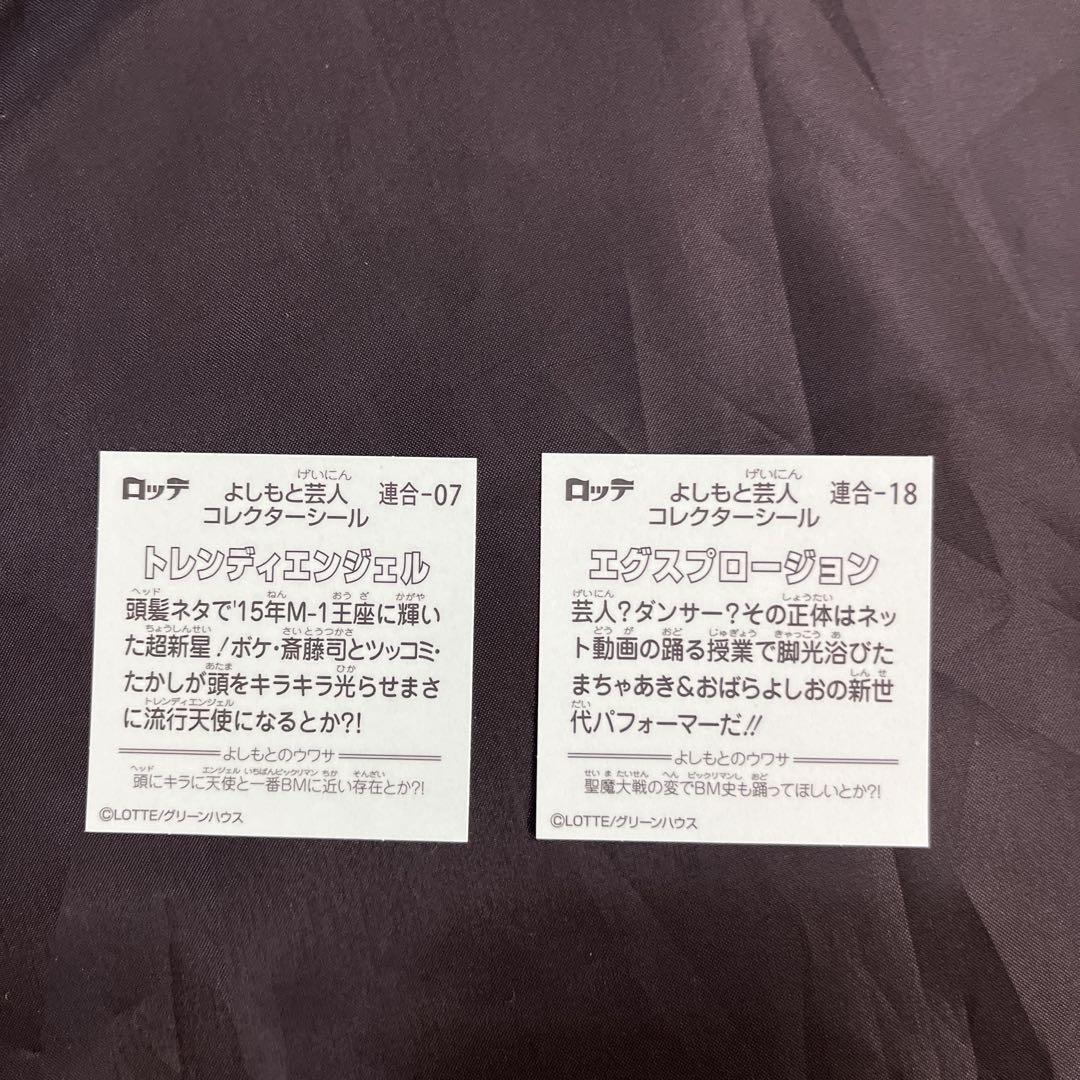 ロッテ
げいにん
よしもと芸人
連合-07
コレクターシール
トレンディエンジェル
ヘッド ねん おうざ かがや
頭髪ネタで'15年M-1王座に輝い
ちょうしんせい さいとうつかさ
た超新星!ボケ・斎藤司とツッコミ・
あたま ひか
たかしが頭をキラキラ光らせまさ
トレンディエンジェル
に流行天使になるとか?!
よしもとのウワサ
ヘッド エンジェル いちばんビックリマン ちか そんざい
頭にキラに天使と一番BMに近い存在とか?!
©LOTTE/グリーンハウス
ロッテ
げいにん
よしもと芸人
連合-18
コレクターシール
エグスプロージョン
げいにん しょうたい
芸人?ダンサー?その正体はネッ
どうが おど じゅぎょう きゃっこう あ
ト動画の踊る授業で脚光浴びた
しんせ
まちゃあき&おばらよしおの新世
だい
代パフォーマーだ!!
よしもとのウワサ
せいまたいせん へん ビックリマンし おど
聖魔大戦の変でBM史も踊ってほしいとか?!
©LOTTE/グリーンハウス